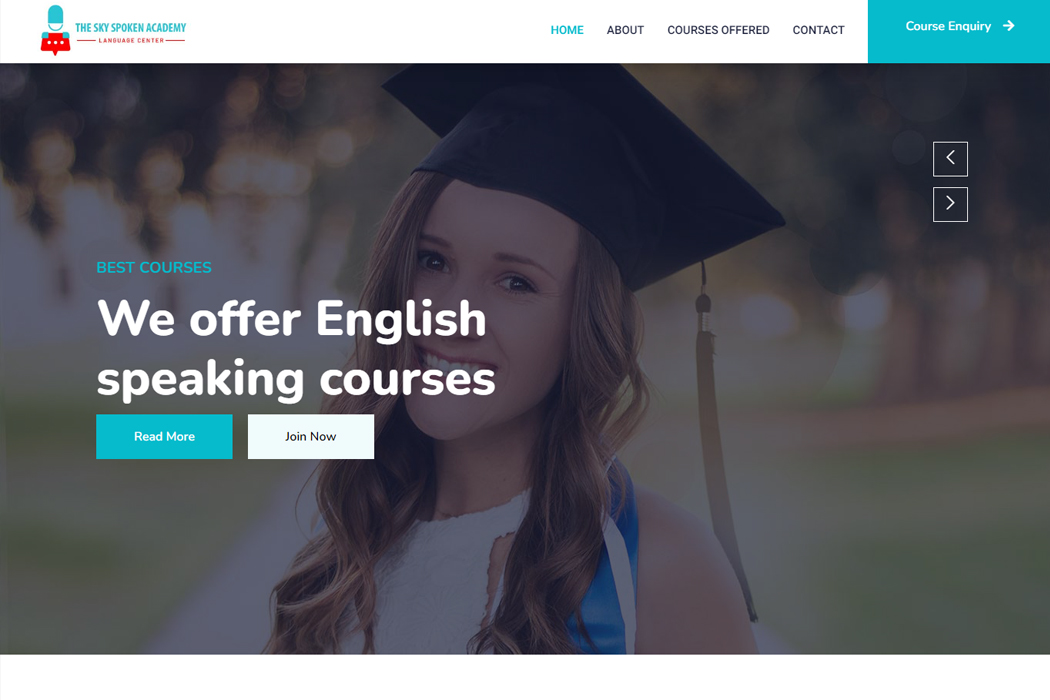 THE SKY SPOKEN ACADEMY
LANGUAGE CENTER
HOME
ABOUT
COURSES OFFERED
CONTACT
Course Enquiry
BEST COURSES
We offer English
speaking courses
Read More
Join Now